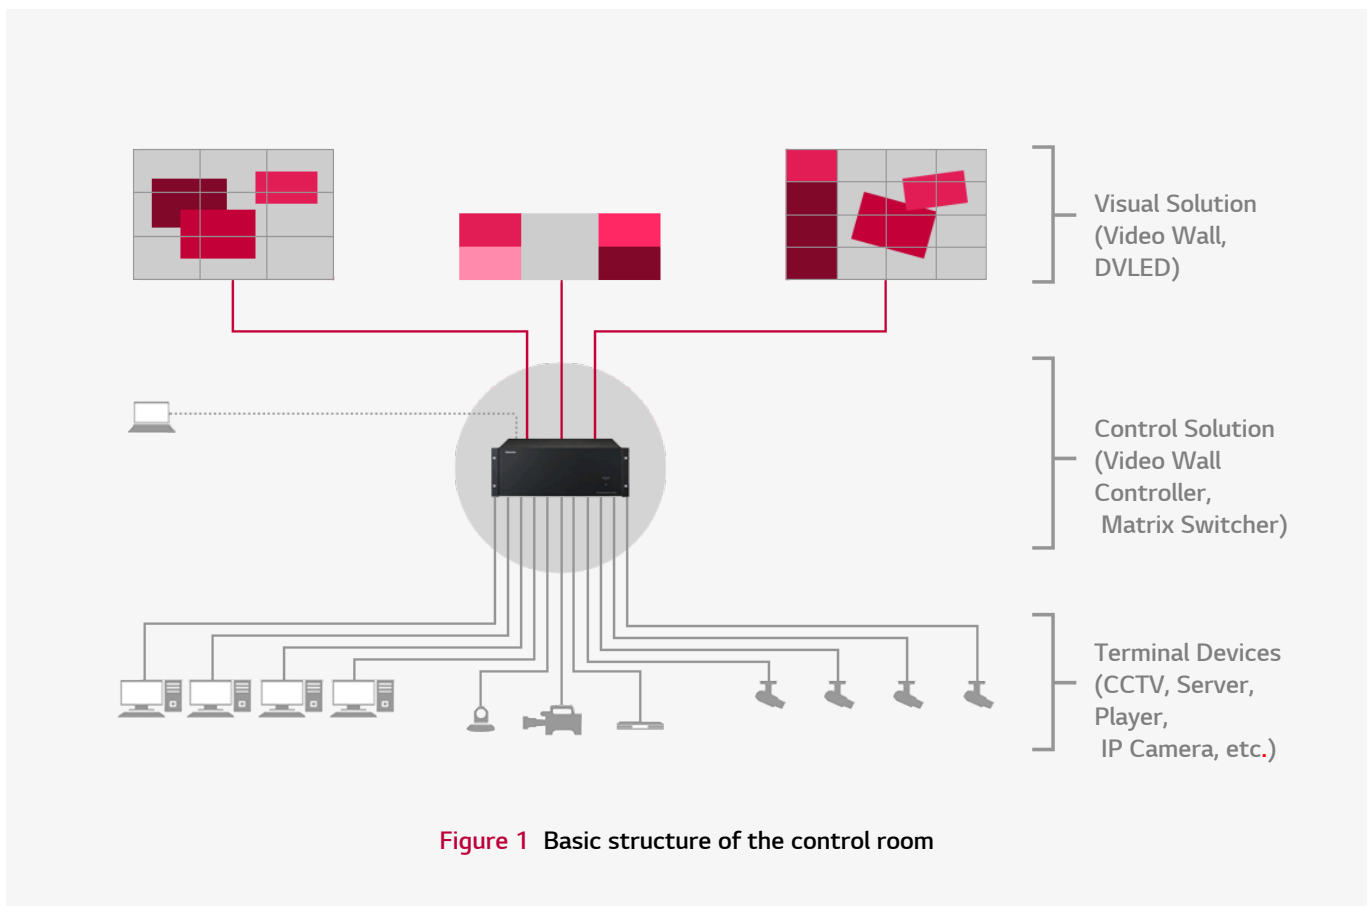 Visual Solution
(Video Wall,
DVLED)
Control Solution
(Video Wall
Controller,
Matrix Switcher)
Terminal Devices
(CCTV, Server,
Player,
IP Camera, etc.)
Figure 1 Basic structure of the control room